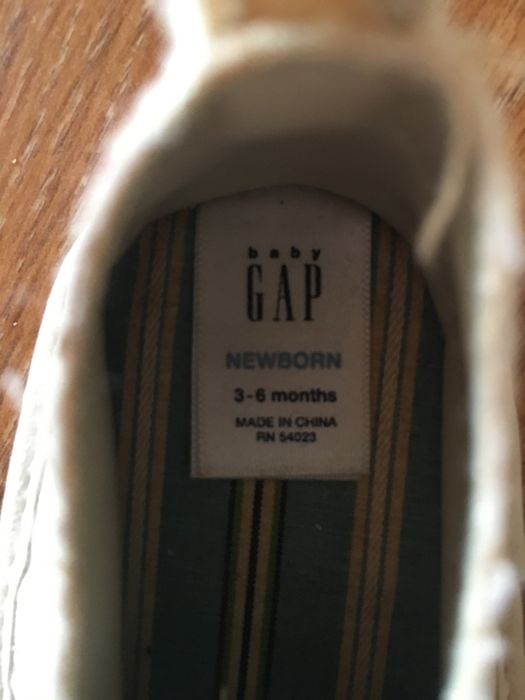 baby
GAP
NEWBORN
3-6 months
MADE IN CHINA
RN 54023